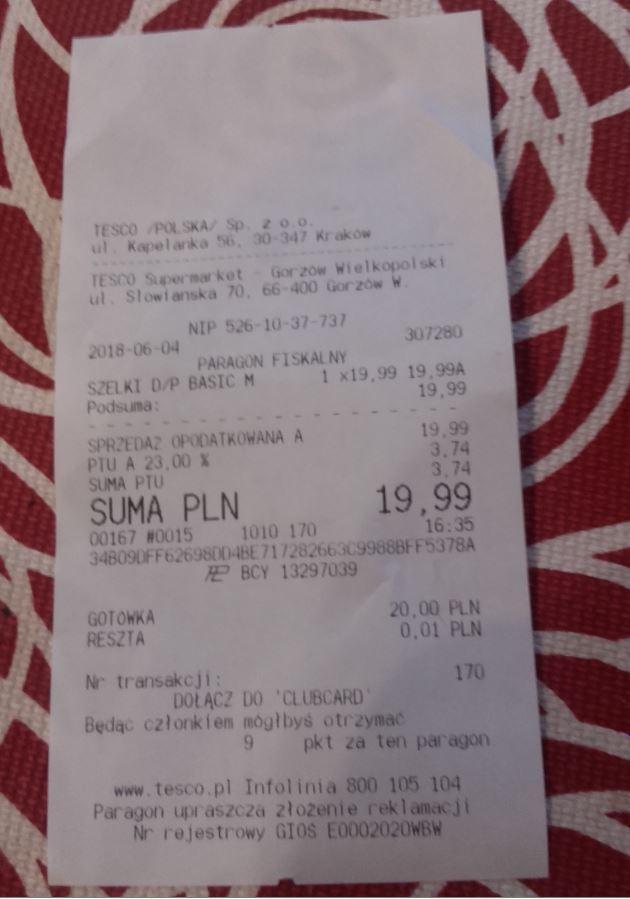 TESCO /POLSKA/ Sp. z o.o.
ul. Kapelanka 56, 30-347 Kraków
TESCO Supermarket - Gorzów Wielkopolski
ul. Słowiańska 70, 66-400 Gorzów W.
NIP 526-10-37-737
2018-06-04 307280
PARAGON FISKALNY
SZELKI D/P BASIC M 1 x19,99 19,99A
Podsuma: 19,99
SPRZEDAŻ OPODATKOWANA A 19,99
PTU A 23,00 % 3,74
SUMA PTU 3,74
SUMA PLN 19,99
00167 #0015 1010 170 16:35
34B09DFF62698DD4BE717282663C9988BFF5378A
BCY 13297039
GOTÓWKA 20,00 PLN
RESZTA 0,01 PLN
Nr transakcji: 170
DOŁĄCZ DO 'CLUBCARD'
Będąc członkiem mógłbyś otrzymać
9 pkt za ten paragon
www.tesco.pl Infolinia 800 105 104
Paragon upraszcza złożenie reklamacji
Nr rejestrowy GIOŚ E0002020WBW